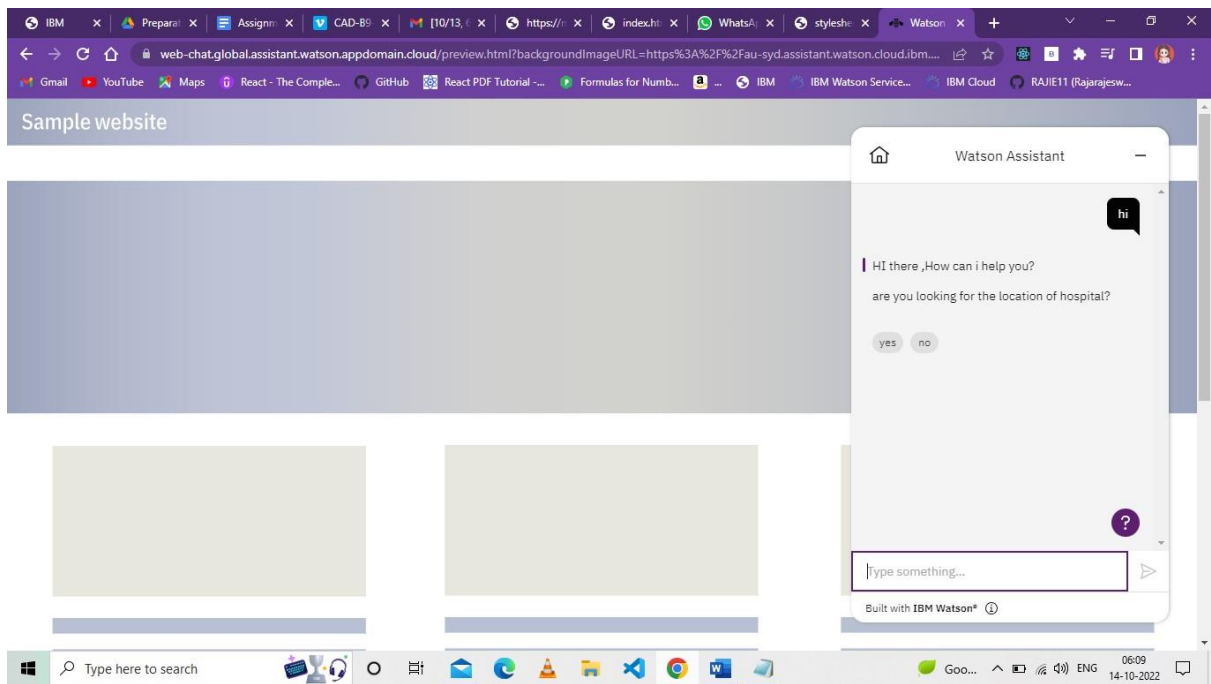 IBM
Preparat
Assignm
CAD-B9
[10/13, 6
https://n
index.ht
WhatsA
styleshe
Watson
web-chat.global.assistant.watson.appdomain.cloud/preview.html?backgroundImageURL=https%3A%2F%2Fau-syd.assistant.watson.cloud.ibm....
Gmail
YouTube
Maps
React - The Comple...
GitHub
React PDF Tutorial -...
Formulas for Numb...
a ...
IBM
IBM Watson Service...
IBM Cloud
RAJIE11 (Rajarajesw...
Sample website
Watson Assistant
hi
HI there ,How can i help you?
are you looking for the location of hospital?
yes
no
?
Type something...
Built with IBM Watson®
Type here to search
Goo...
ENG
06:09
14-10-2022